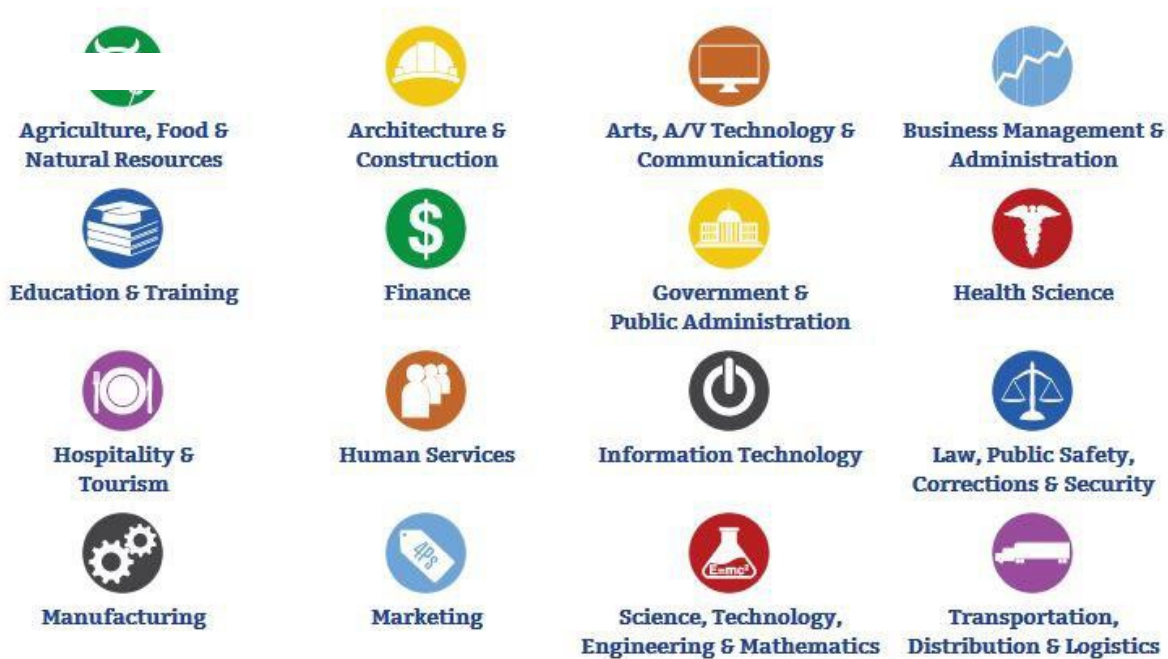 Agriculture, Food &
Natural Resources
Architecture &
Construction
Arts, A/V Technology &
Communications
Business Management &
Administration
Education & Training
$
Finance
Government &
Public Administration
Health Science
Hospitality &
Tourism
Human Services
Information Technology
Law, Public Safety,
Corrections & Security
Manufacturing
4Ps
Marketing
E=mc²
Science, Technology,
Engineering & Mathematics
Transportation,
Distribution & Logistics